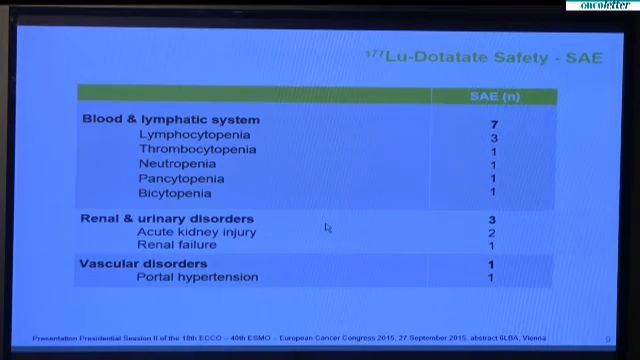 oncoletter
177Lu-Dotatate Safety - SAE
SAE (n)
Blood & lymphatic system 7
Lymphocytopenia 3
Thrombocytopenia 1
Neutropenia 1
Pancytopenia 1
Bicytopenia 1
Renal & urinary disorders 3
Acute kidney injury 2
Renal failure 1
Vascular disorders 1
Portal hypertension 1
Presentation Presidential Session II of the 18th ECCO – 40th ESMO – European Cancer Congress 2015, 27 September 2015, abstract 6LBA, Vienna 9